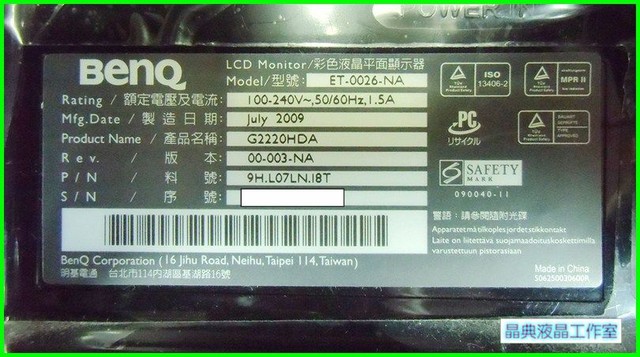 POWER IN
BenQ
LCD Monitor/彩色液晶平面顯示器
Model/型號: ET-0026-NA
Rating / 額定電壓及電流: 100-240V~,50/60Hz,1.5A
Mfg.Date / 製造日期: July 2009
Product Name / 產品名稱: G2220HDA
Rev. / 版本: 00-003-NA
P/N / 料號: 9H.L07LN.I8T
S/N / 序號:
ISO
13406-2
MPR II
PC
リサイクル
TYPE
APPROVED
S SAFETY
MARK
090040-11
警語：請參閱隨附光碟
Apparatet må tilkoples jordet stikkontakt
Laite on liitettävä suojamaadoituskoskettimilla
varustettuun pistorasiaan
BenQ Corporation (16 Jihu Road, Neihu, Taipei 114, Taiwan)
明基電通 台北市114內湖區基湖路16號
Made in China
506250030600R
晶典液晶工作室